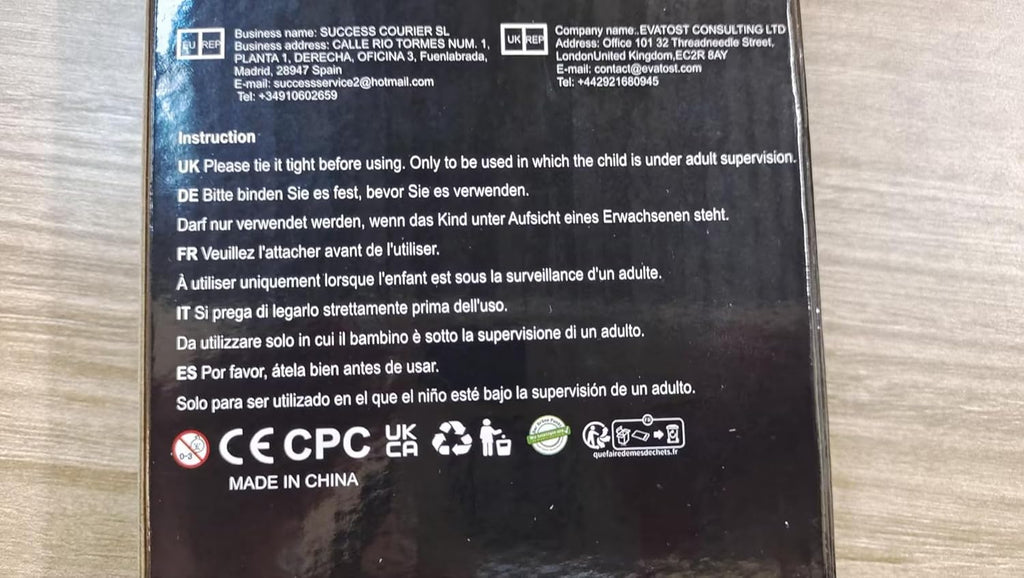 EU REP
Business name: SUCCESS COURIER SL
Business address: CALLE RIO TORMES NUM. 1,
PLANTA 1, DERECHA, OFICINA 3, Fuenlabrada,
Madrid, 28947 Spain
E-mail: successservice2@hotmail.com
Tel: +34910602659
UK REP
Company name: EVATOST CONSULTING LTD
Address: Office 101 32 Threadneedle Street,
LondonUnited Kingdom,EC2R 8AY
E-mail: contact@evatost.com
Tel: +442921680945
Instruction
UK Please tie it tight before using. Only to be used in which the child is under adult supervision.
DE Bitte binden Sie es fest, bevor Sie es verwenden.
Darf nur verwendet werden, wenn das Kind unter Aufsicht eines Erwachsenen steht.
FR Veuillez l'attacher avant de l'utiliser.
À utiliser uniquement lorsque l'enfant est sous la surveillance d'un adulte.
IT Si prega di legarlo strettamente prima dell'uso.
Da utilizzare solo in cui il bambino è sotto la supervisione di un adulto.
ES Por favor, átela bien antes de usar.
Solo para ser utilizado en el que el niño esté bajo la supervisión de un adulto.
0-3 CE CPC UK CA
quefairedemesdechets.fr
MADE IN CHINA